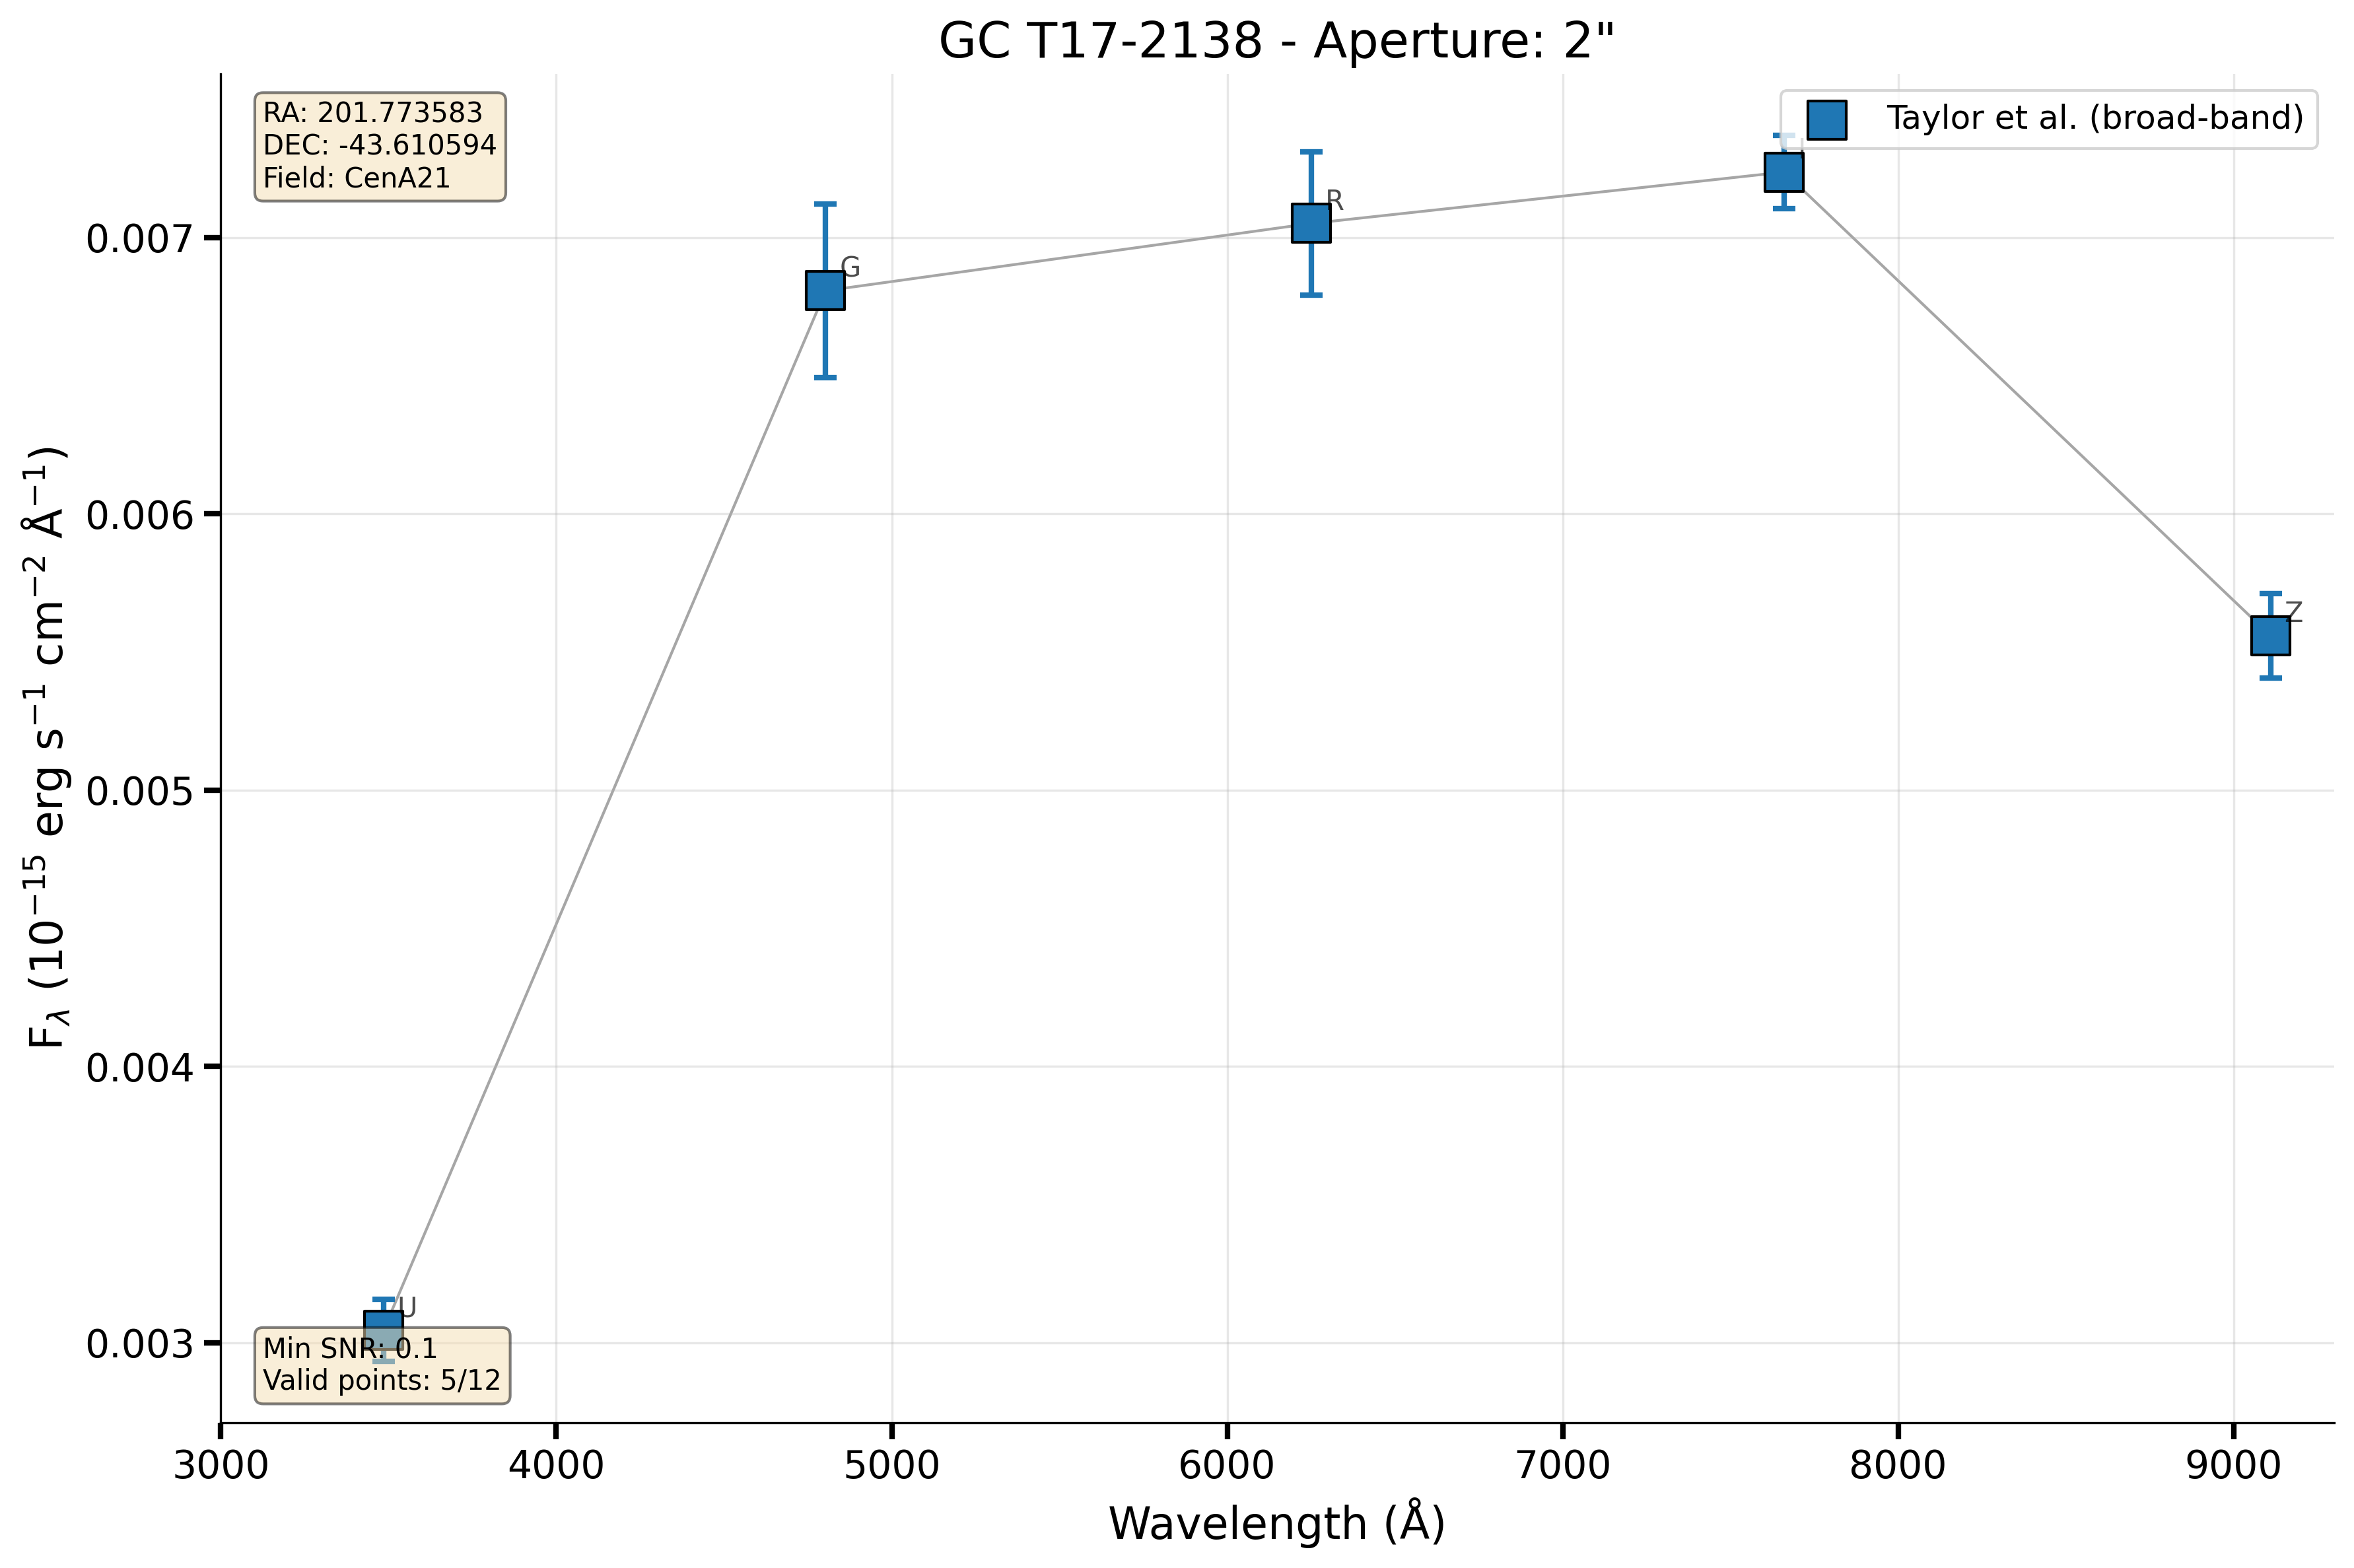 GC T17-2138 - Aperture: 2"
RA: 201.773583
DEC: -43.610594
Field: CenA21
Taylor et al. (broad-band)
G
R
Z
U
0.007
0.006
0.005
0.004
0.003
F_λ (10⁻¹⁵ erg s⁻¹ cm⁻² Å⁻¹)
Min SNR: 0.1
Valid points: 5/12
3000 4000 5000 6000 7000 8000 9000
Wavelength (Å)